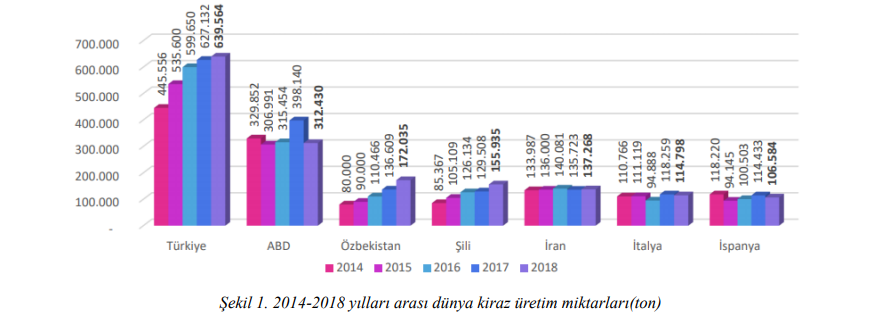 700.000
600.000
500.000
400.000
300.000
200.000
100.000
-
445.556 535.600 599.650 627.132 639.564
329.852 306.991 315.454 398.140 312.430
80.000 90.000 110.466 136.609 172.035
85.367 105.109 126.134 129.508 155.935
133.987 136.000 140.081 135.723 137.268
110.766 111.119 94.888 118.259 114.798
118.220 94.145 100.503 114.433 106.584
Türkiye ABD Özbekistan Şili İran İtalya İspanya
2014 2015 2016 2017 2018
Şekil 1. 2014-2018 yılları arası dünya kiraz üretim miktarları(ton)